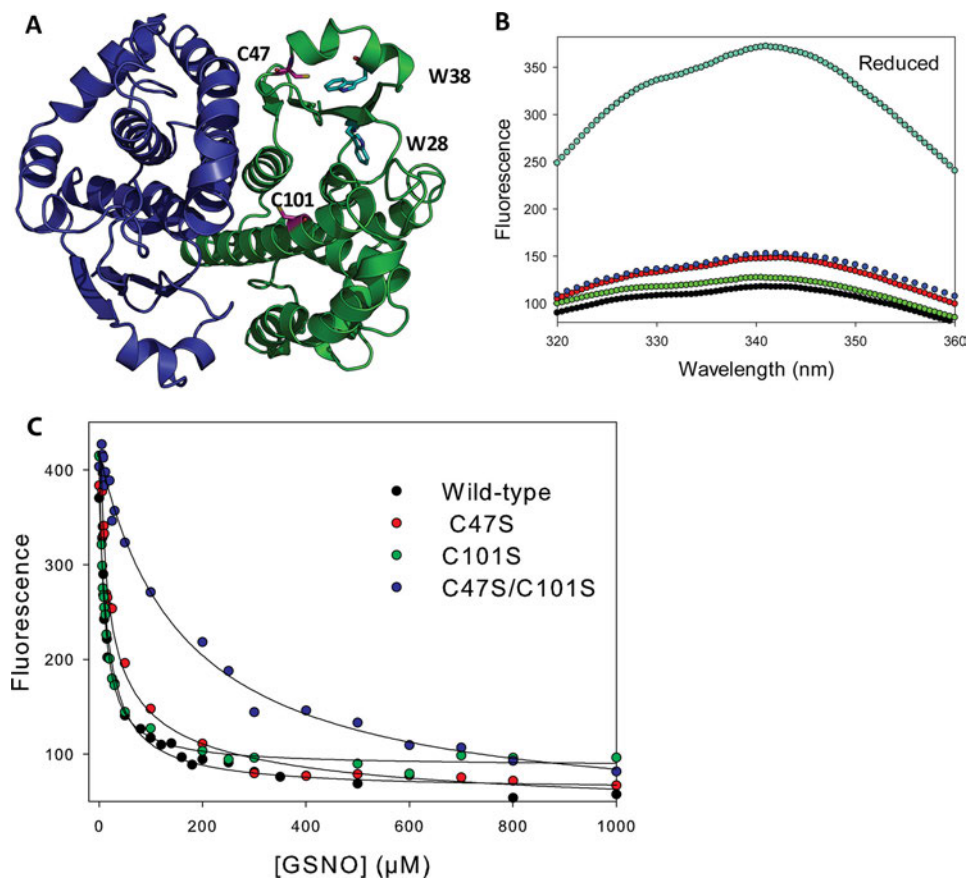 A
C47
W38
W28
C101
B
Reduced
Fluorescence
350
300
250
200
150
100
320
330
340
350
360
Wavelength (nm)
C
Fluorescence
400
300
200
100
Wild-type
C47S
C101S
C47S/C101S
0
200
400
600
800
1000
[GSNO] (µM)